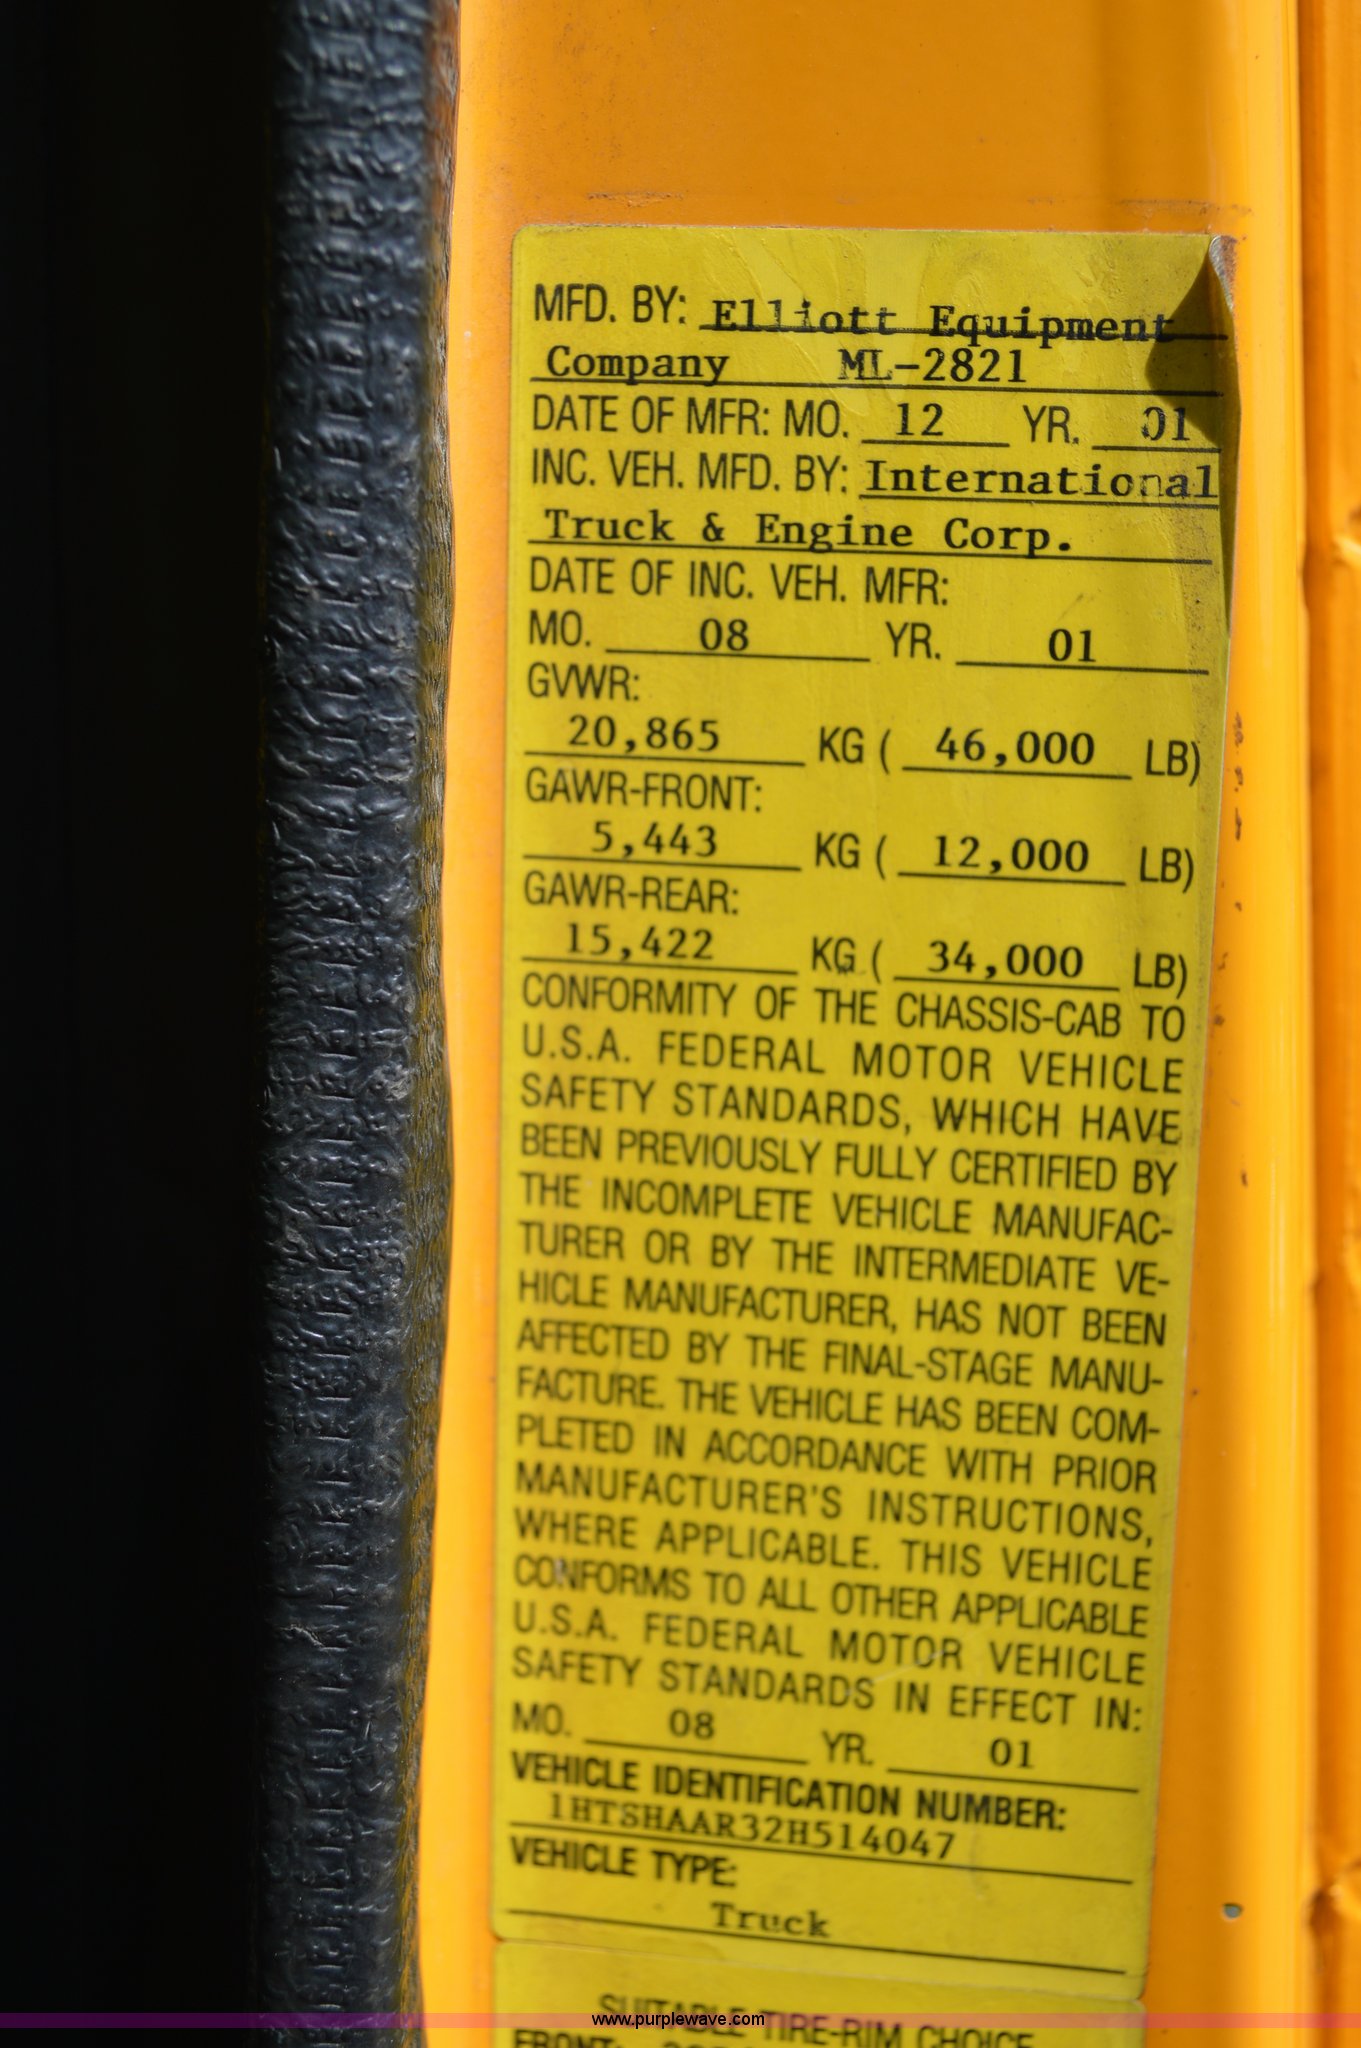 MFD. BY: Elliott Equipment
Company ML-2821
DATE OF MFR: MO. 12 YR. 01
INC. VEH. MFD. BY: International
Truck & Engine Corp.
DATE OF INC. VEH. MFR:
MO. 08 YR. 01
GVWR:
20,865 KG ( 46,000 LB)
GAWR-FRONT:
5,443 KG ( 12,000 LB)
GAWR-REAR:
15,422 KG ( 34,000 LB)
CONFORMITY OF THE CHASSIS-CAB TO
U.S.A. FEDERAL MOTOR VEHICLE
SAFETY STANDARDS, WHICH HAVE
BEEN PREVIOUSLY FULLY CERTIFIED BY
THE INCOMPLETE VEHICLE MANUFAC-
TURER OR BY THE INTERMEDIATE VE-
HICLE MANUFACTURER, HAS NOT BEEN
AFFECTED BY THE FINAL-STAGE MANU-
FACTURE. THE VEHICLE HAS BEEN COM-
PLETED IN ACCORDANCE WITH PRIOR
MANUFACTURER'S INSTRUCTIONS,
WHERE APPLICABLE. THIS VEHICLE
CONFORMS TO ALL OTHER APPLICABLE
U.S.A. FEDERAL MOTOR VEHICLE
SAFETY STANDARDS IN EFFECT IN:
MO. 08 YR. 01
VEHICLE IDENTIFICATION NUMBER:
1HTSHAAR32H514047
VEHICLE TYPE:
Truck
SUITABLE TIRE-RIM CHOICE
www.purplewave.com
FRONT: